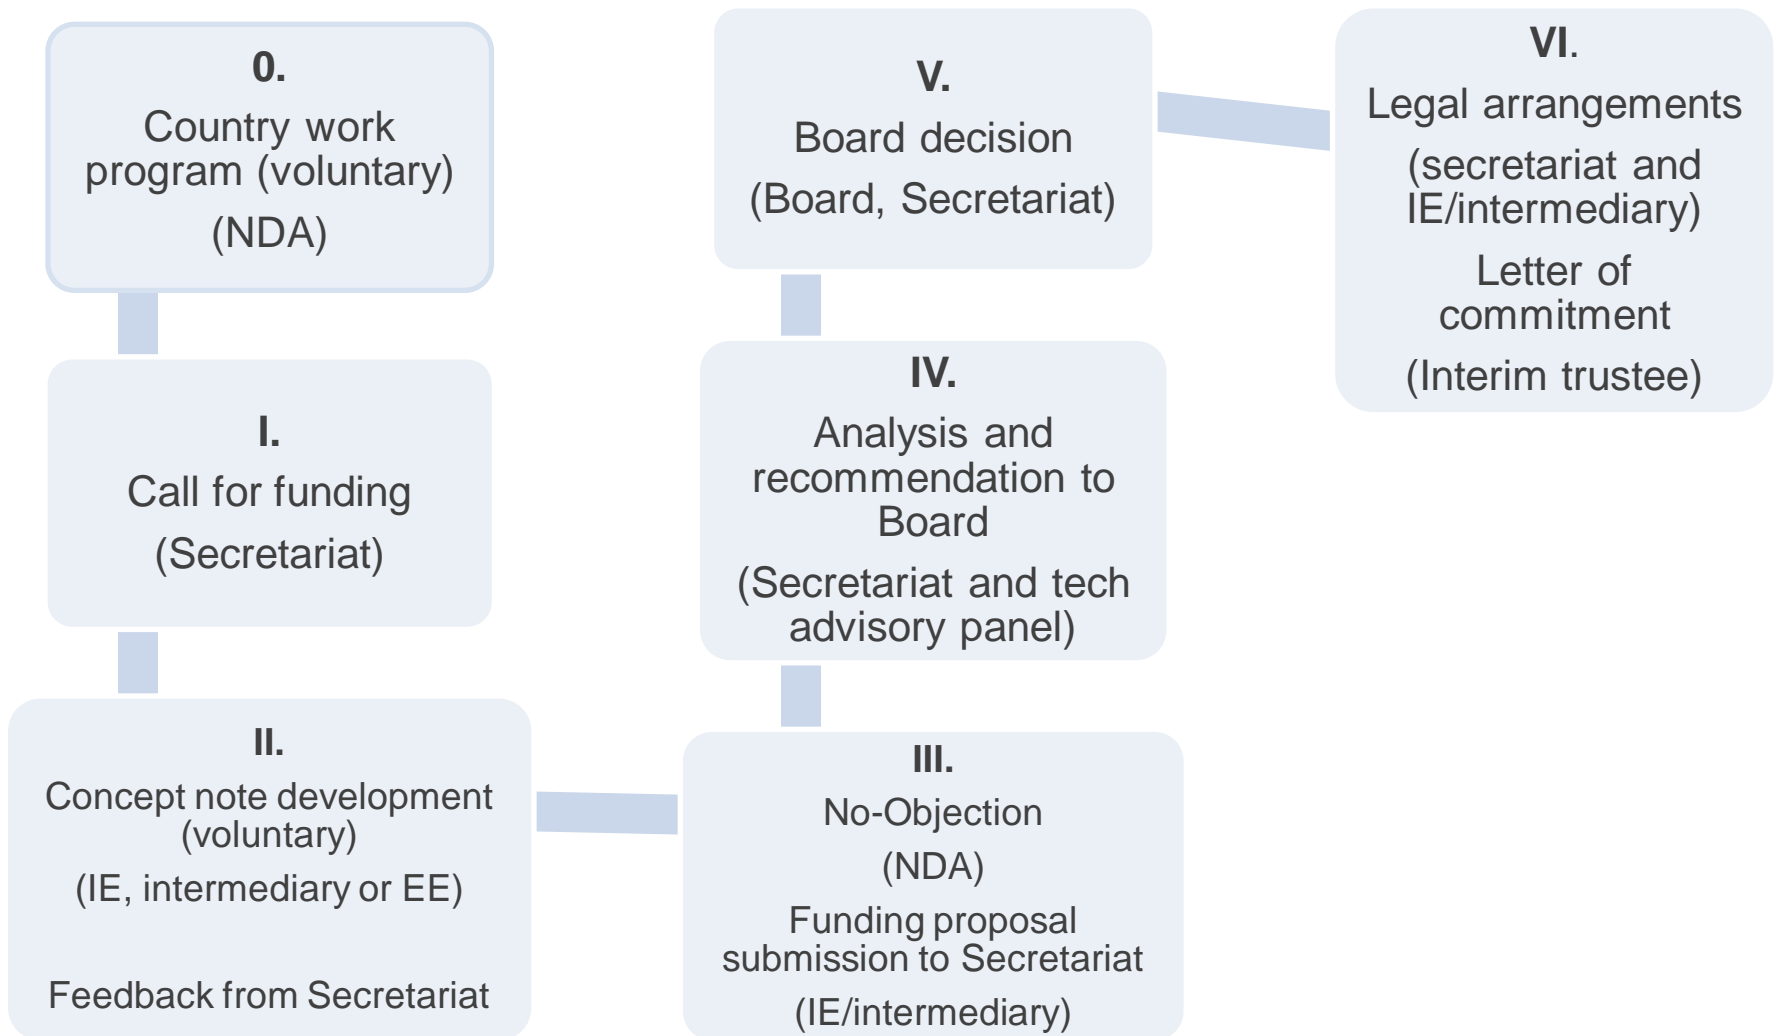 0.
Country work
program (voluntary)
(NDA)
I.
Call for funding
(Secretariat)
II.
Concept note development
(voluntary)
(IE, intermediary or EE)
Feedback from Secretariat
III.
No-Objection
(NDA)
Funding proposal
submission to Secretariat
(IE/intermediary)
IV.
Analysis and
recommendation to
Board
(Secretariat and tech
advisory panel)
V.
Board decision
(Board, Secretariat)
VI.
Legal arrangements
(secretariat and
IE/intermediary)
Letter of
commitment
(Interim trustee)